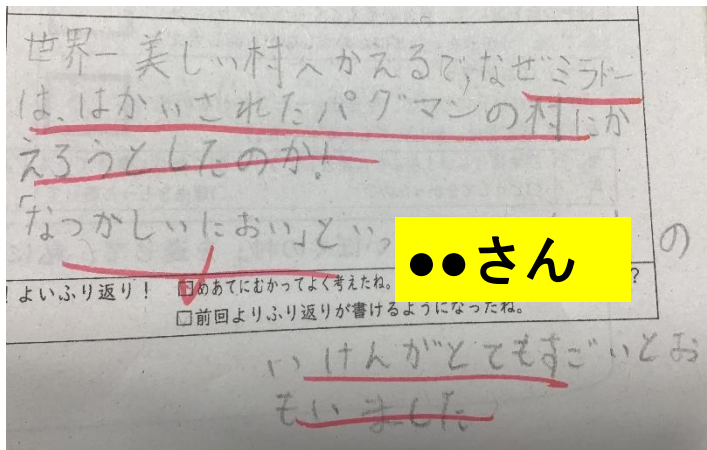 世界一美しい村へかえるで、なぜミラドー
は、はかいされたパグマンの村にか
えろうとしたのか!
「なつかしいにおい」といっ
●●さん
の
!よいふり返り!
めあてにむかってよく考えたね。
?
前回よりふり返りが書けるようになったね。
いけんがとてもすごいとお
もいました